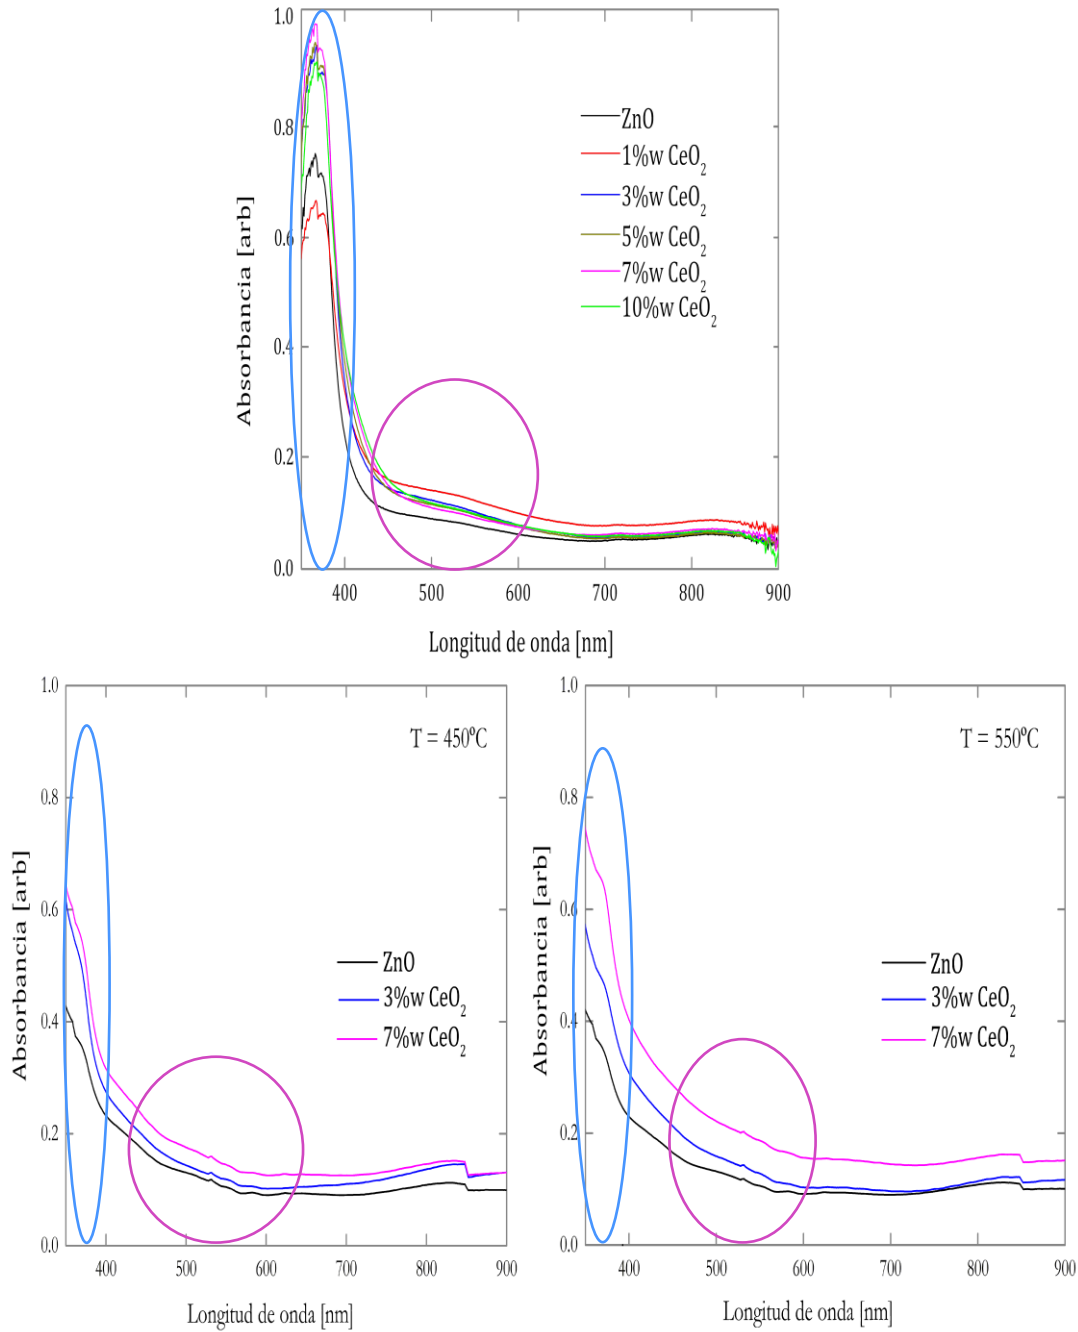 1.0
0.8
0.6
0.4
0.2
0.0
Absorbancia [arb]
ZnO
1%w CeO₂
3%w CeO₂
5%w CeO₂
7%w CeO₂
10%w CeO₂
400 500 600 700 800 900
Longitud de onda [nm]
1.0
0.8
0.6
0.4
0.2
0.0
Absorbancia [arb]
T = 450ºC
ZnO
3%w CeO₂
7%w CeO₂
400 500 600 700 800 900
Longitud de onda [nm]
1.0
0.8
0.6
0.4
0.2
0.0
Absorbancia [arb]
T = 550ºC
ZnO
3%w CeO₂
7%w CeO₂
400 500 600 700 800 900
Longitud de onda [nm]